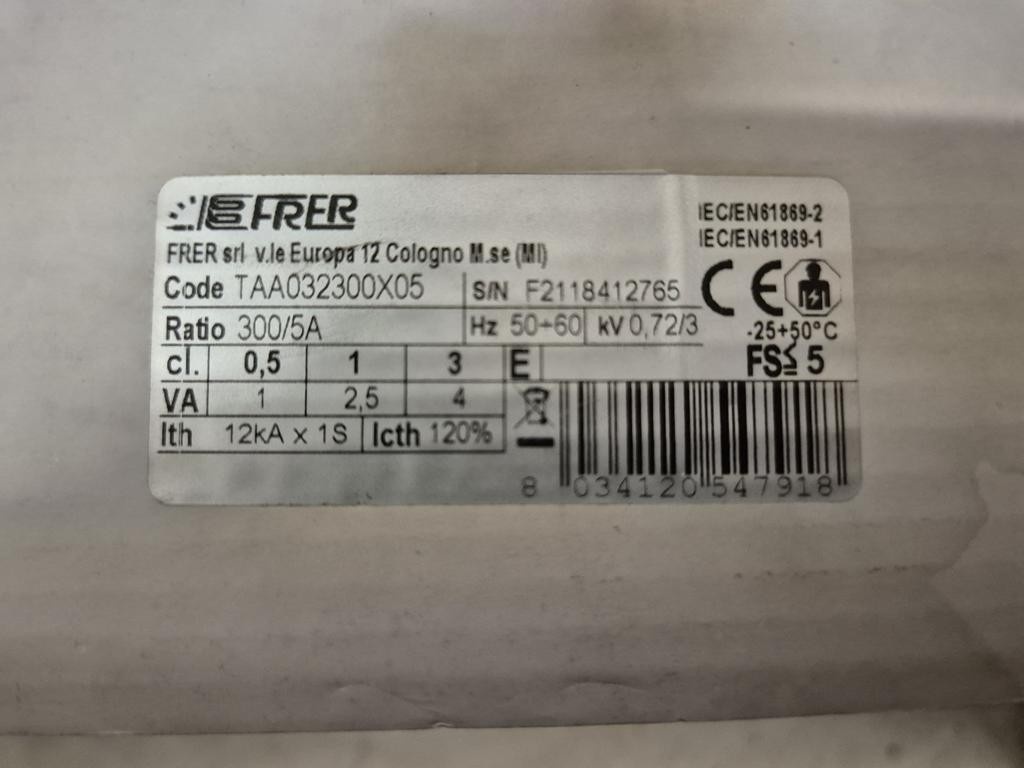 FRER
IEC/EN61869-2
IEC/EN61869-1
FRER srl v.le Europa 12 Cologno M.se (MI)
Code TAA032300X05 S/N F2118412765
CE
Ratio 300/5A Hz 50÷60 kV 0,72/3
-25+50°C
cl. 0,5 1 3 E FS≤ 5
VA 1 2,5 4
Ith 12kA x 1S Icth 120%
8 034120 547918